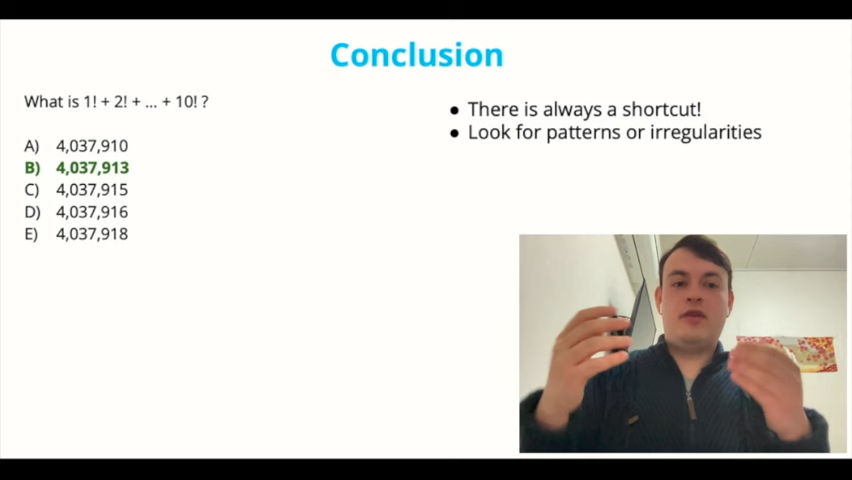 Conclusion
What is 1! + 2! + ... + 10! ?
A) 4,037,910
B) 4,037,913
C) 4,037,915
D) 4,037,916
E) 4,037,918
● There is always a shortcut!
● Look for patterns or irregularities